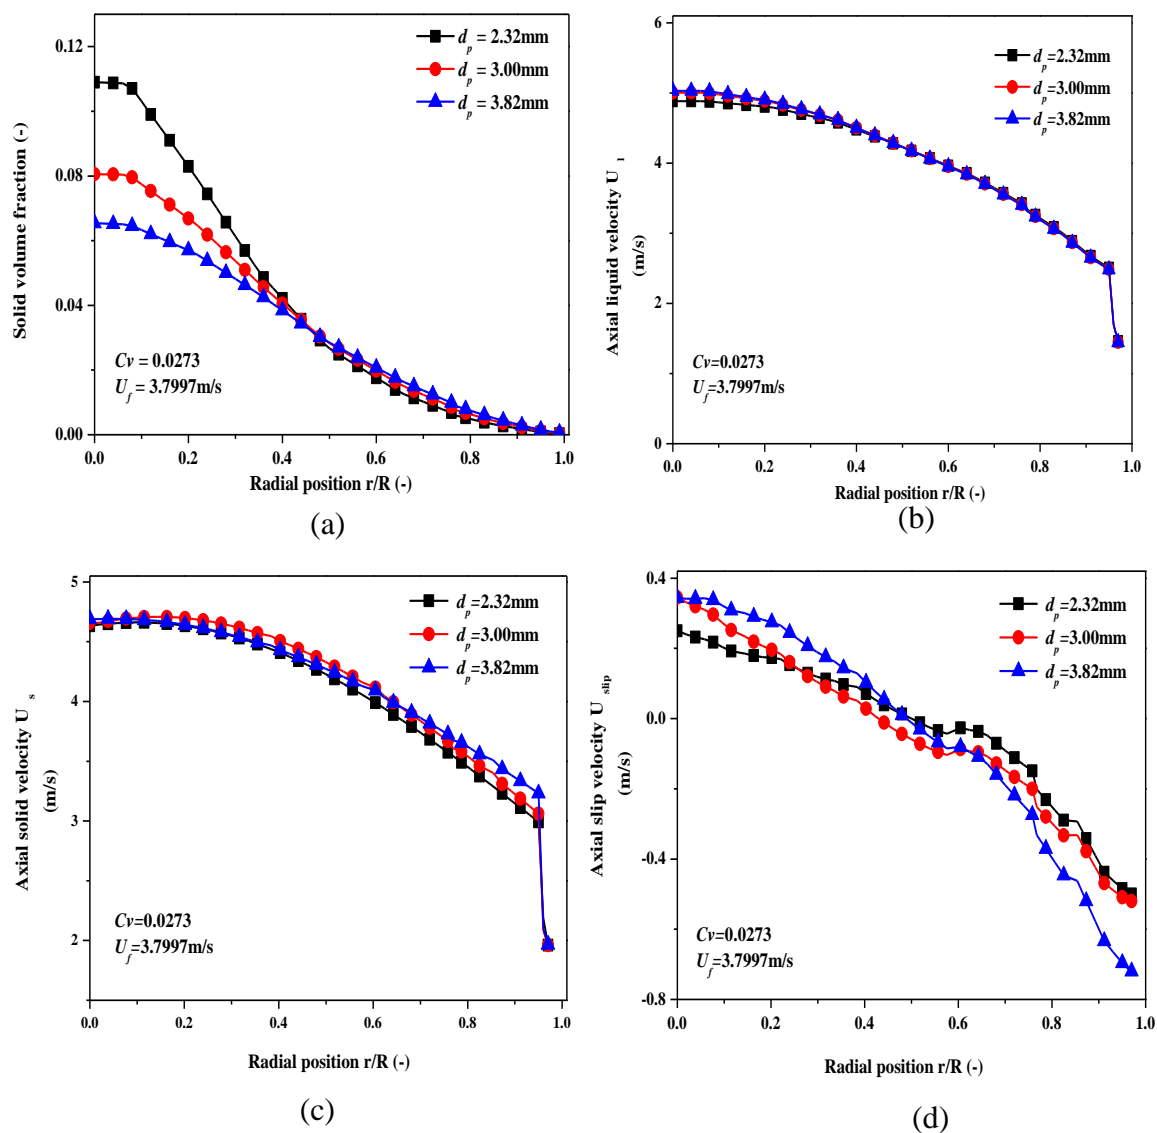 d_p = 2.32mm
d_p = 3.00mm
d_p = 3.82mm
0.12
0.08
0.04
0.00
Solid volume fraction (-)
Cv = 0.0273
U_f = 3.7997m/s
0.0 0.2 0.4 0.6 0.8 1.0
Radial position r/R (-)
(a)
d_p=2.32mm
d_p=3.00mm
d_p=3.82mm
6
4
2
0
Axial liquid velocity U_l
(m/s)
Cv=0.0273
U_f=3.7997m/s
0.0 0.2 0.4 0.6 0.8 1.0
Radial position r/R (-)
(b)
d_p=2.32mm
d_p=3.00mm
d_p=3.82mm
5
4
3
2
Axial solid velocity U_s
(m/s)
Cv=0.0273
U_f=3.7997m/s
0.0 0.2 0.4 0.6 0.8 1.0
Radial position r/R (-)
(c)
d_p=2.32mm
d_p=3.00mm
d_p=3.82mm
0.4
0.0
-0.4
-0.8
Axial slip velocity U_slip
(m/s)
Cv=0.0273
U_f=3.7997m/s
0.0 0.2 0.4 0.6 0.8 1.0
Radial position r/R (-)
(d)